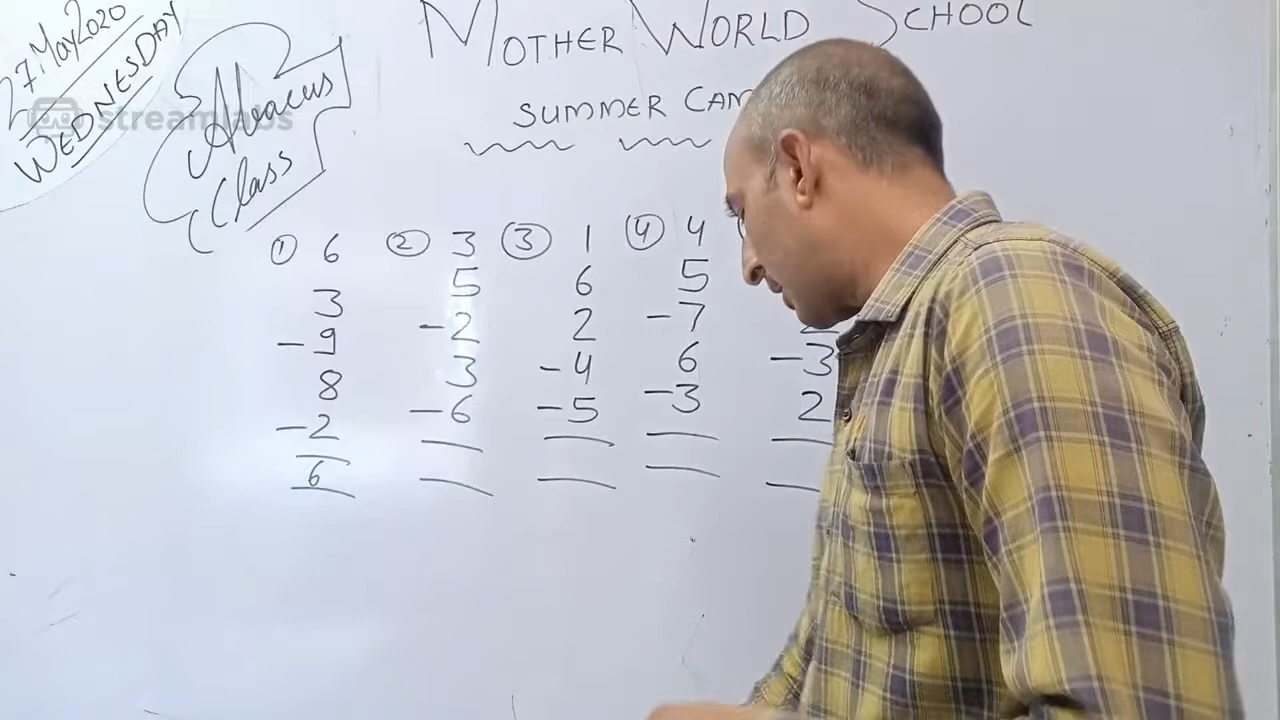 27 May 2020
WEDNESDAY
streamlabs
Abacus
Class
MOTHER WORLD SCHOOL
SUMMER
① 6 ② 3 ③ 1 ④ 4
3 5 6 5
-9 -2 2 -7
8 3 -4 6 -3
-2 -6 -5 -3 2
6